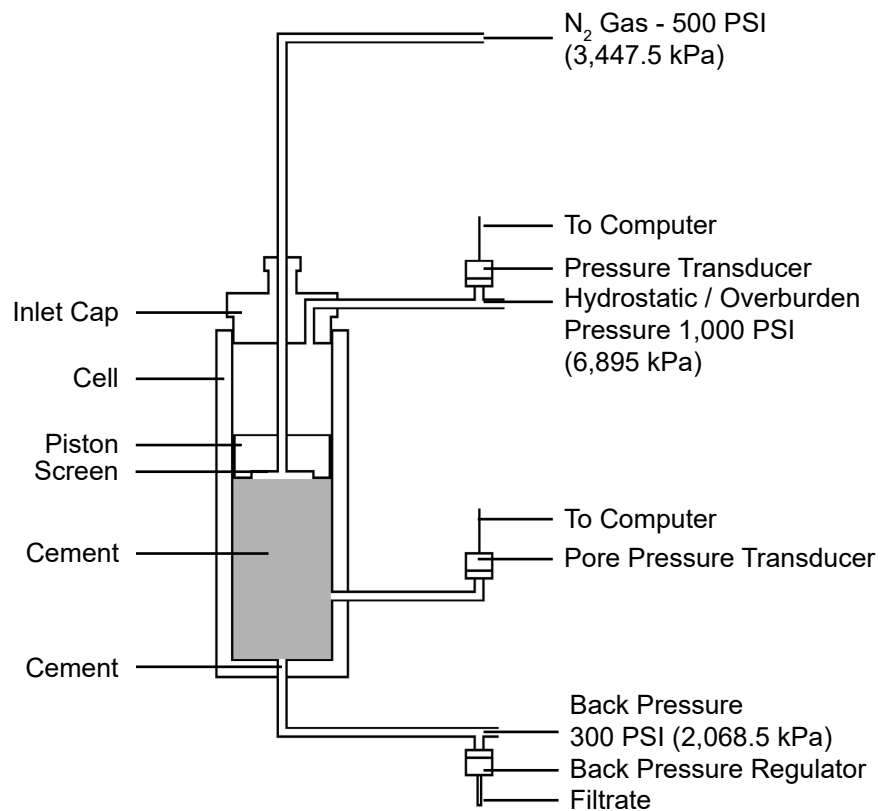 N₂ Gas - 500 PSI
(3,447.5 kPa)
To Computer
Pressure Transducer
Hydrostatic / Overburden
Pressure 1,000 PSI
(6,895 kPa)
Inlet Cap
Cell
Piston
Screen
Cement
To Computer
Pore Pressure Transducer
Cement
Back Pressure
300 PSI (2,068.5 kPa)
Back Pressure Regulator
Filtrate